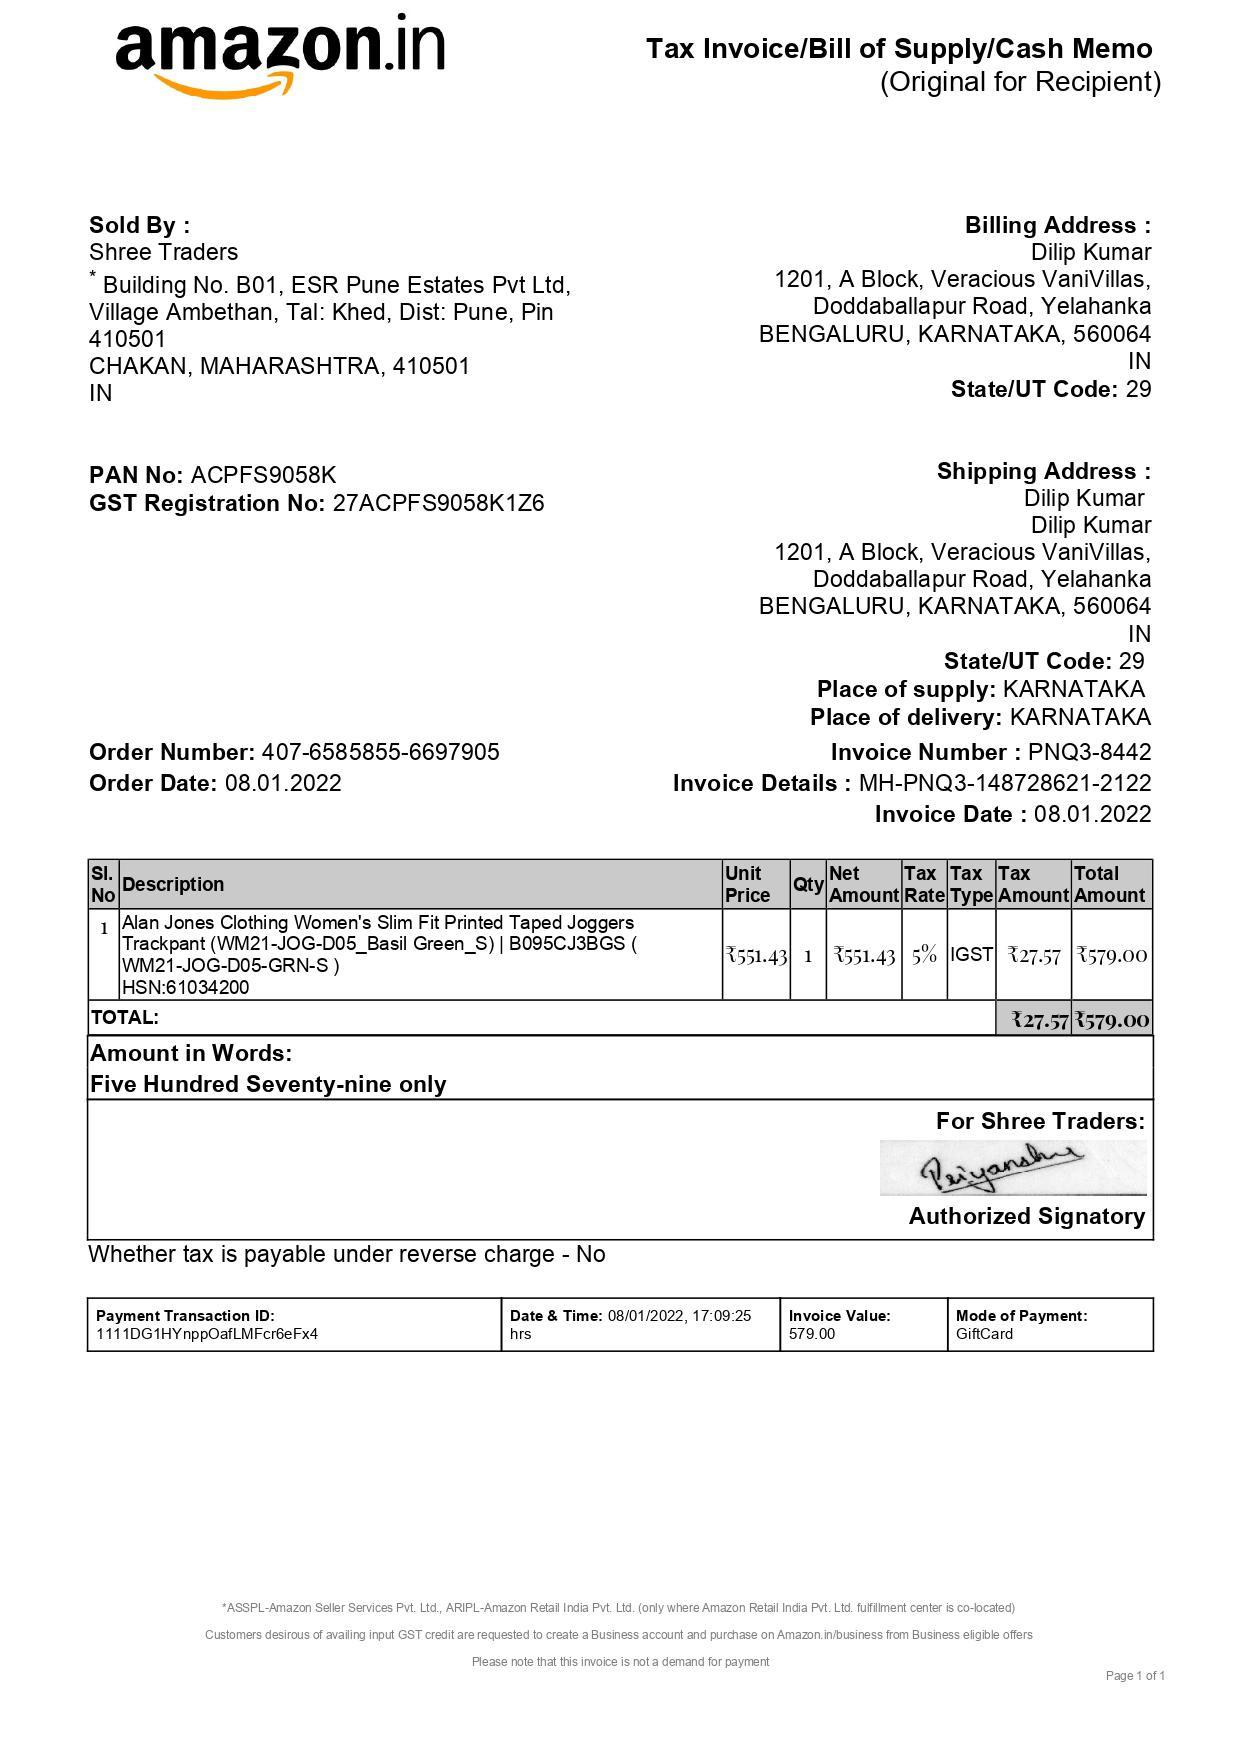 amazon.in
Tax Invoice/Bill of Supply/Cash Memo
(Original for Recipient)
Sold By :
Shree Traders
* Building No. B01, ESR Pune Estates Pvt Ltd,
Village Ambethan, Tal: Khed, Dist: Pune, Pin
410501
CHAKAN, MAHARASHTRA, 410501
IN
Billing Address :
Dilip Kumar
1201, A Block, Veracious VaniVillas,
Doddaballapur Road, Yelahanka
BENGALURU, KARNATAKA, 560064
IN
State/UT Code: 29
PAN No: ACPFS9058K
GST Registration No: 27ACPFS9058K1Z6
Shipping Address :
Dilip Kumar
Dilip Kumar
1201, A Block, Veracious VaniVillas,
Doddaballapur Road, Yelahanka
BENGALURU, KARNATAKA, 560064
IN
State/UT Code: 29
Place of supply: KARNATAKA
Place of delivery: KARNATAKA
Order Number: 407-6585855-6697905
Order Date: 08.01.2022
Invoice Number : PNQ3-8442
Invoice Details : MH-PNQ3-148728621-2122
Invoice Date : 08.01.2022
Sl. No Description Unit Price Qty Net Amount Tax Rate Tax Type Tax Amount Total Amount
1 Alan Jones Clothing Women's Slim Fit Printed Taped Joggers
Trackpant (WM21-JOG-D05_Basil Green_S) | B095CJ3BGS (
WM21-JOG-D05-GRN-S )
HSN:61034200
₹551.43 1 ₹551.43 5% IGST ₹27.57 ₹579.00
TOTAL: ₹27.57 ₹579.00
Amount in Words:
Five Hundred Seventy-nine only
For Shree Traders:
Priyanshu
Authorized Signatory
Whether tax is payable under reverse charge - No
Payment Transaction ID:
1111DG1HYnppOafLMFcr6eFx4
Date & Time: 08/01/2022, 17:09:25
hrs
Invoice Value:
579.00
Mode of Payment:
GiftCard
*ASSPL-Amazon Seller Services Pvt. Ltd., ARIPL-Amazon Retail India Pvt. Ltd. (only where Amazon Retail India Pvt. Ltd. fulfillment center is co-located)
Customers desirous of availing input GST credit are requested to create a Business account and purchase on Amazon.in/business from Business eligible offers
Please note that this invoice is not a demand for payment
Page 1 of 1